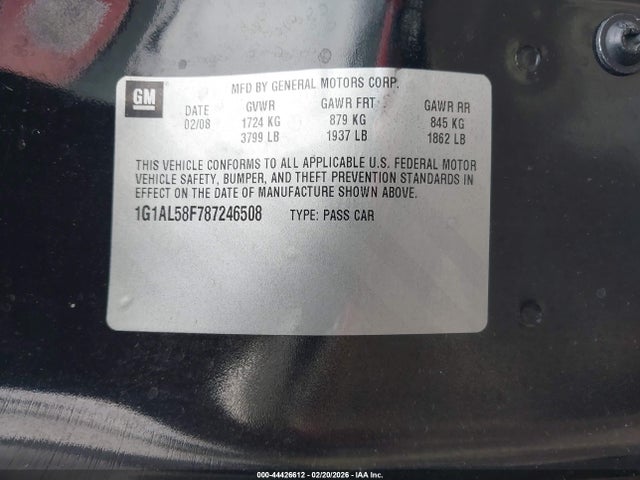 MFD BY GENERAL MOTORS CORP.
GM
DATE GVWR GAWR FRT GAWR RR
02/08 1724 KG 879 KG 845 KG
3799 LB 1937 LB 1862 LB
THIS VEHICLE CONFORMS TO ALL APPLICABLE U.S. FEDERAL MOTOR
VEHICLE SAFETY, BUMPER, AND THEFT PREVENTION STANDARDS IN
EFFECT ON THE DATE OF MANUFACTURE SHOWN ABOVE.
1G1AL58F787246508 TYPE: PASS CAR
000-44426612 - 02/20/2026 - IAA Inc.